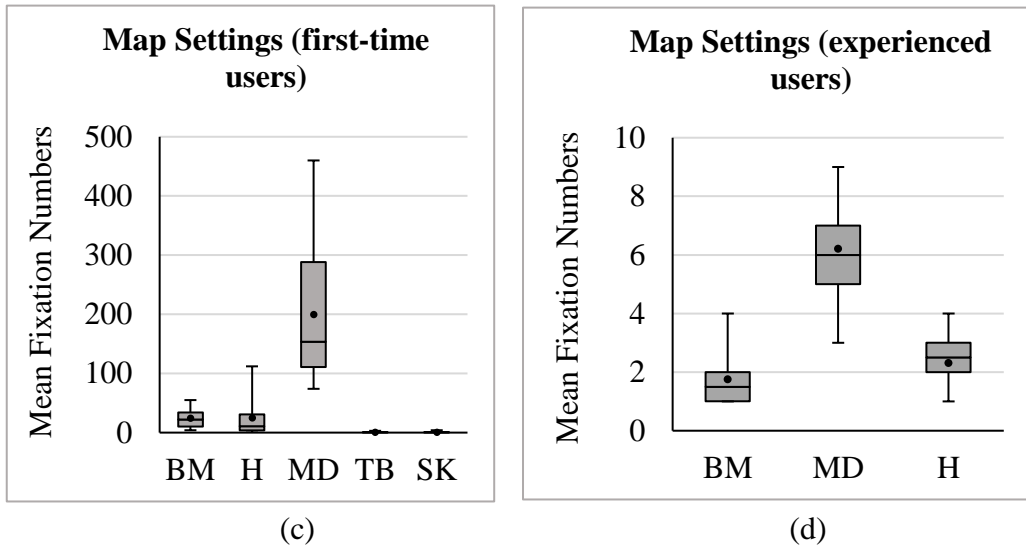 Map Settings (first-time
users)
Mean Fixation Numbers
500
400
300
200
100
0
BM H MD TB SK
(c)
Map Settings (experienced
users)
Mean Fixation Numbers
10
8
6
4
2
0
BM MD H
(d)